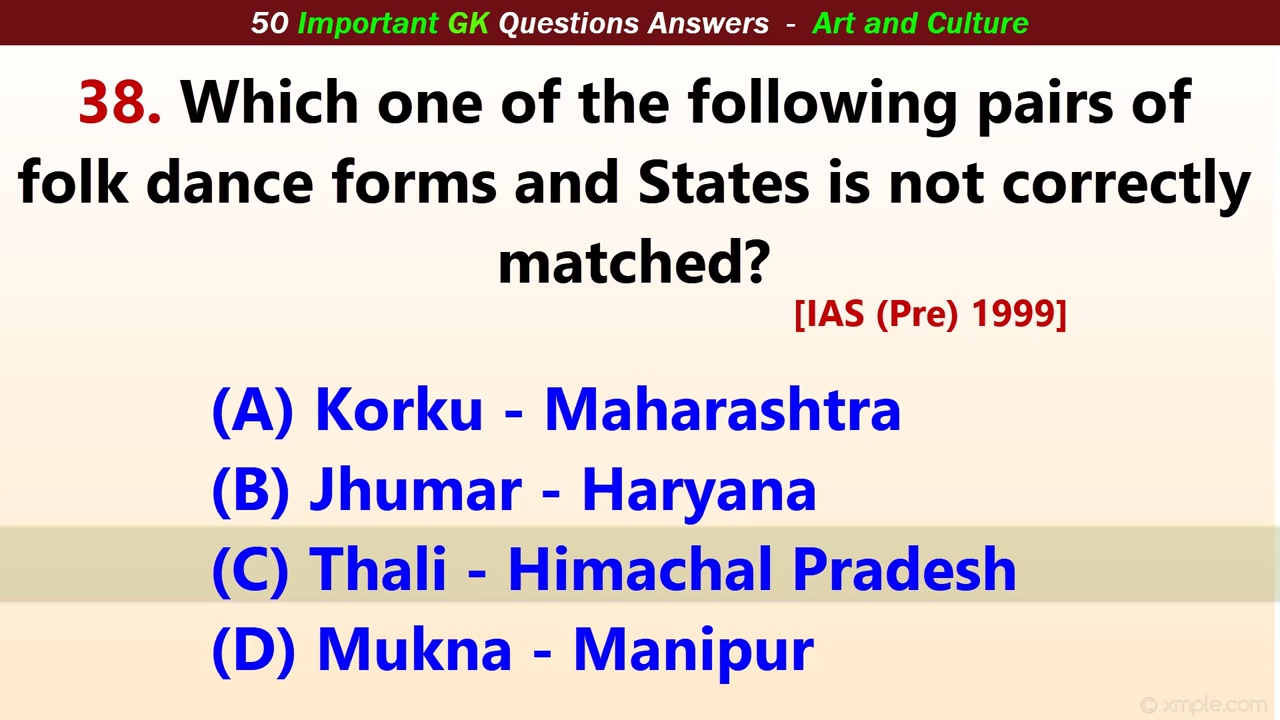 50 Important GK Questions Answers - Art and Culture
38. Which one of the following pairs of
folk dance forms and States is not correctly
matched?
[IAS (Pre) 1999]
(A) Korku - Maharashtra
(B) Jhumar - Haryana
(C) Thali - Himachal Pradesh
(D) Mukna - Manipur
© xmple.com